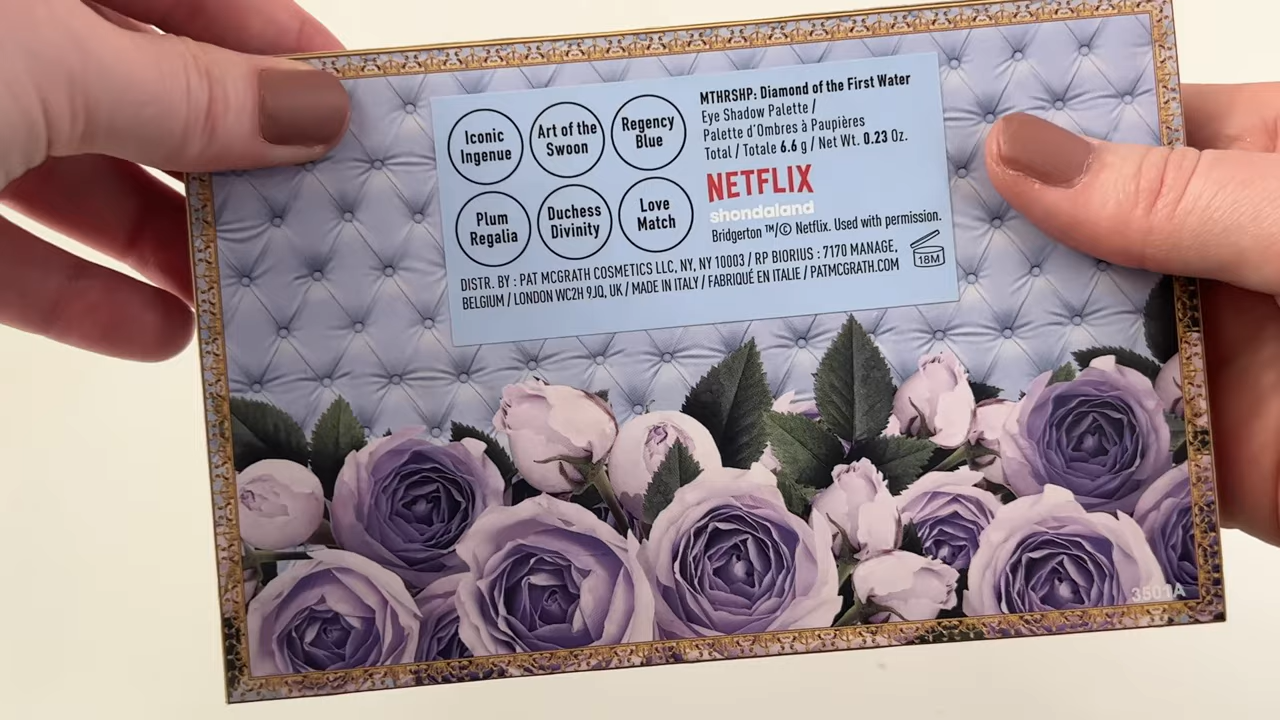 Iconic
Ingenue
Art of the
Swoon
Regency
Blue
Plum
Regalia
Duchess
Divinity
Love
Match
MTHRSHP: Diamond of the First Water
Eye Shadow Palette /
Palette d'Ombres à Paupières
Total / Totale 6.6 g / Net Wt. 0.23 Oz.
NETFLIX
shondaland
Bridgerton ™/© Netflix. Used with permission.
18M
DISTR. BY : PAT MCGRATH COSMETICS LLC, NY, NY 10003 / RP BIORIUS : 7170 MANAGE,
BELGIUM / LONDON WC2H 9JQ, UK / MADE IN ITALY / FABRIQUÉ EN ITALIE / PATMCGRATH.COM
3501A